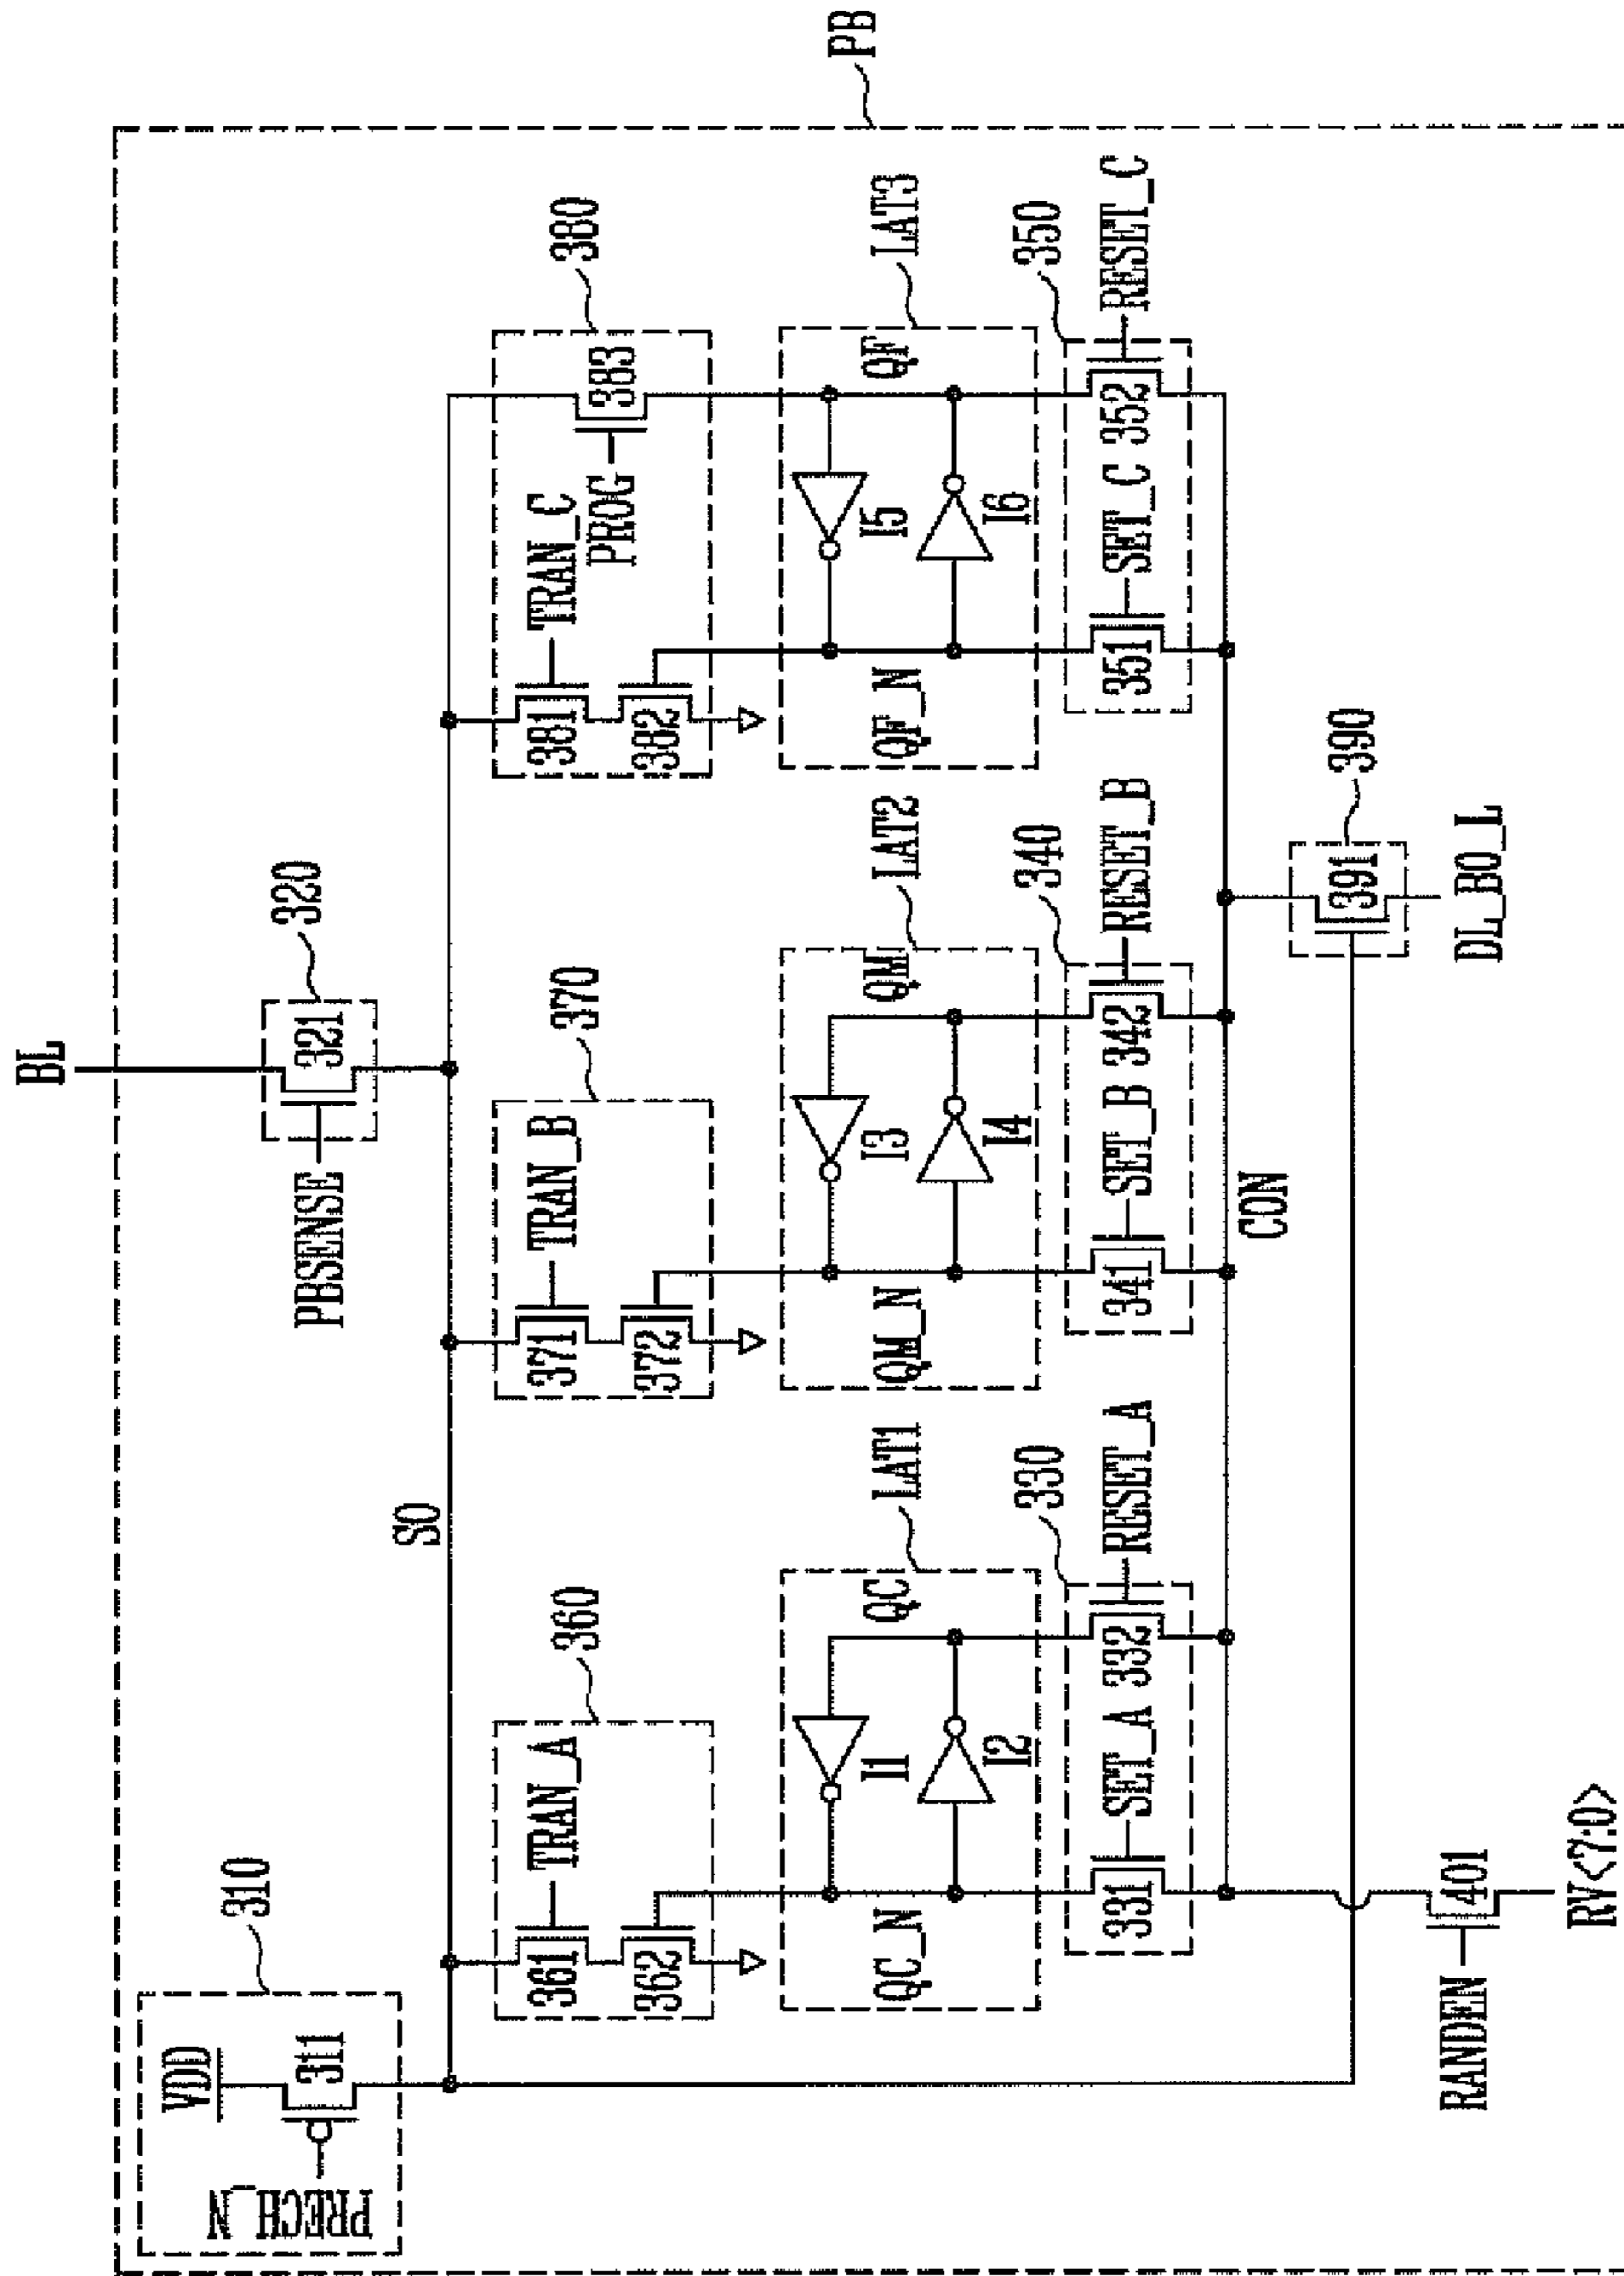 BL
PB
VDD
310
PRECH_N
311
PBSENSE
321
320
SO
360
370
380
TRAN_A
361
362
TRAN_B
371
372
TRAN_C
381
382
PROG
383
QC_N
QC
LAT1
I1
I2
QM_N
QM
LAT2
I3
I4
QF_N
QF
LAT3
I5
I6
331
SET_A
332
330
RESET_A
341
SET_B
342
340
RESET_B
351
SET_C
352
350
RESET_C
CON
391
390
DL_BO_L
RANDEN
401
RV<7:0>